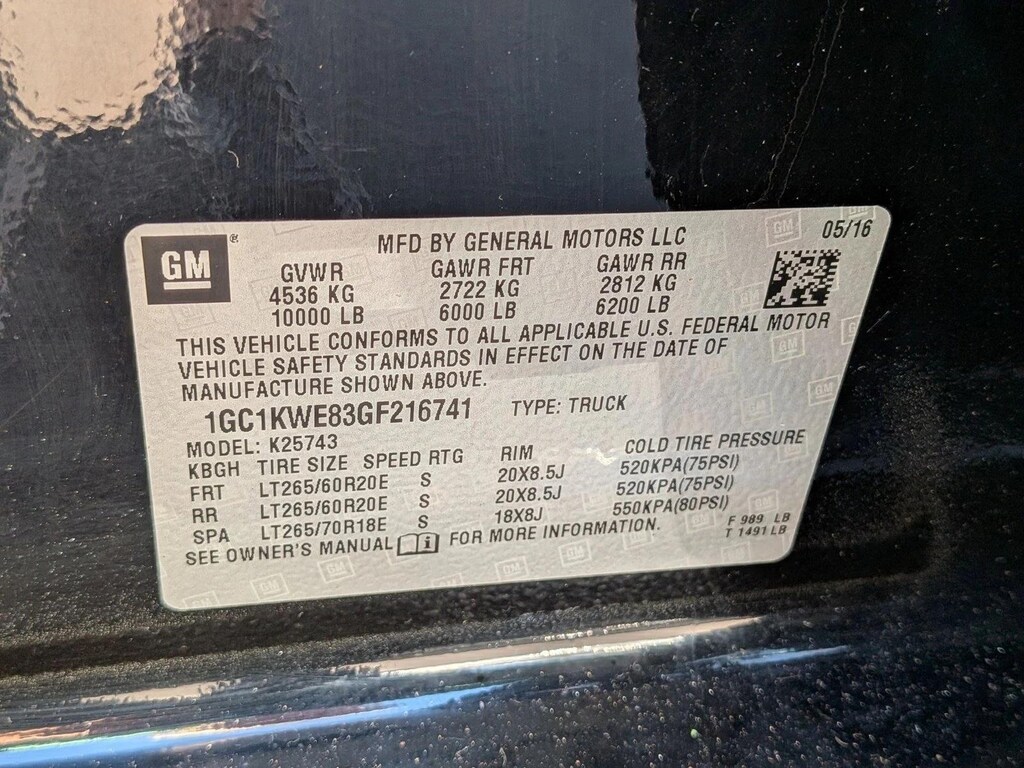 GM ®
MFD BY GENERAL MOTORS LLC 05/16
GVWR GAWR FRT GAWR RR
4536 KG 2722 KG 2812 KG
10000 LB 6000 LB 6200 LB
THIS VEHICLE CONFORMS TO ALL APPLICABLE U.S. FEDERAL MOTOR
VEHICLE SAFETY STANDARDS IN EFFECT ON THE DATE OF
MANUFACTURE SHOWN ABOVE.
1GC1KWE83GF216741 TYPE: TRUCK
MODEL: K25743
KBGH TIRE SIZE SPEED RTG RIM COLD TIRE PRESSURE
FRT LT265/60R20E S 20X8.5J 520KPA(75PSI)
RR LT265/60R20E S 20X8.5J 520KPA(75PSI)
SPA LT265/70R18E S 18X8J 550KPA(80PSI)
SEE OWNER'S MANUAL FOR MORE INFORMATION.
F 989 LB
T 1491 LB